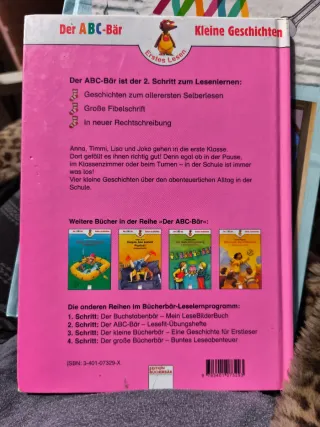 Der ABC-Bär
Erstes Lesen
Kleine Geschichten
Der ABC-Bär ist der 2. Schritt zum Lesenlernen:
Geschichten zum allerersten Selberlesen
Große Fibelschrift
in neuer Rechtschreibung
Anna, Timmi, Lisa und Joko gehen in die erste Klasse.
Dort gefällt es ihnen richtig gut! Denn egal ob in der Pause,
im Klassenzimmer oder beim Turnen – in der Schule ist immer
was los!
Vier kleine Geschichten über den abenteuerlichen Alltag in der
Schule.
Weitere Bücher in der Reihe »Der ABC-Bär«:
Die anderen Reihen im Bücherbär-Leselernprogramm:
1. Schritt: Der Buchstabenbär – Mein LeseBilderBuch
2. Schritt: Der ABC-Bär – Lesefit-Übungshefte
3. Schritt: Der kleine Bücherbär – Eine Geschichte für Erstleser
4. Schritt: Der große Bücherbär – Buntes Leseabenteuer
ISBN: 3-401-07329-X
EDITION
BÜCHERBÄR